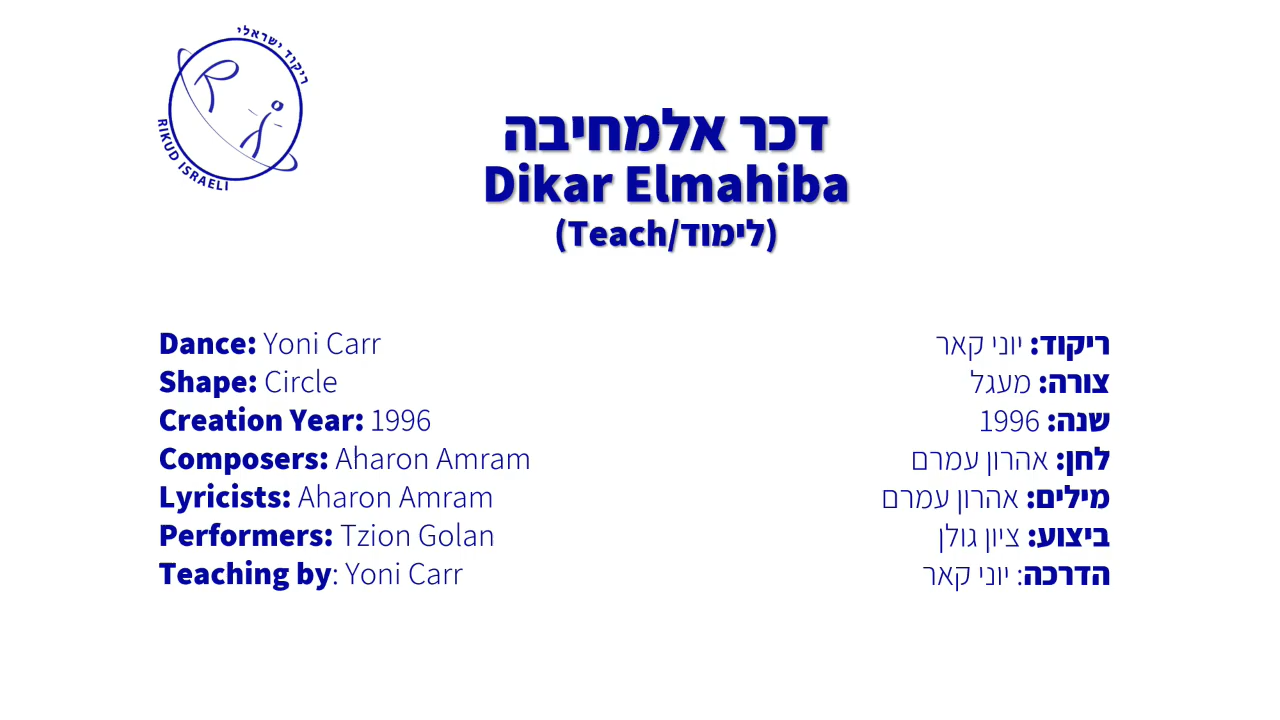 ריקוד ישראלי
RIKUD ISRAELI
דכר אלמחיבה
Dikar Elmahiba
(Teach/לימוד)
Dance: Yoni Carr
Shape: Circle
Creation Year: 1996
Composers: Aharon Amram
Lyricists: Aharon Amram
Performers: Tzion Golan
Teaching by: Yoni Carr
ריקוד: יוני קאר
צורה: מעגל
שנה: 1996
לחן: אהרון עמרם
מילים: אהרון עמרם
ביצוע: ציון גולן
הדרכה: יוני קאר